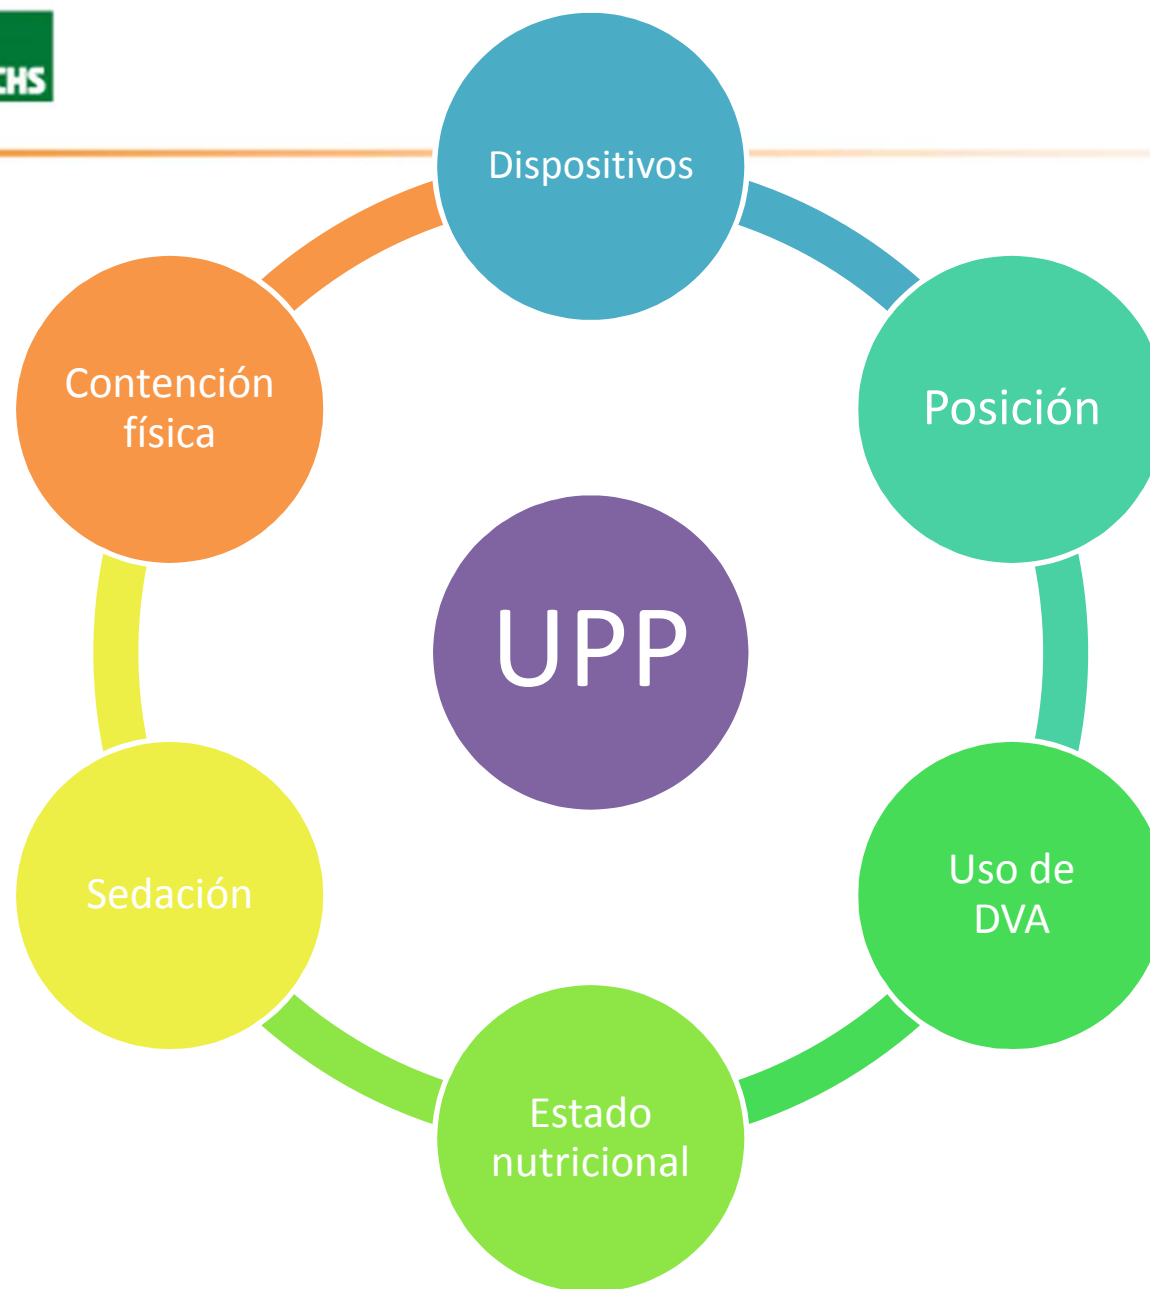 CHS
Dispositivos
Posición
Uso de
DVA
Estado
nutricional
Sedación
Contención
física
UPP